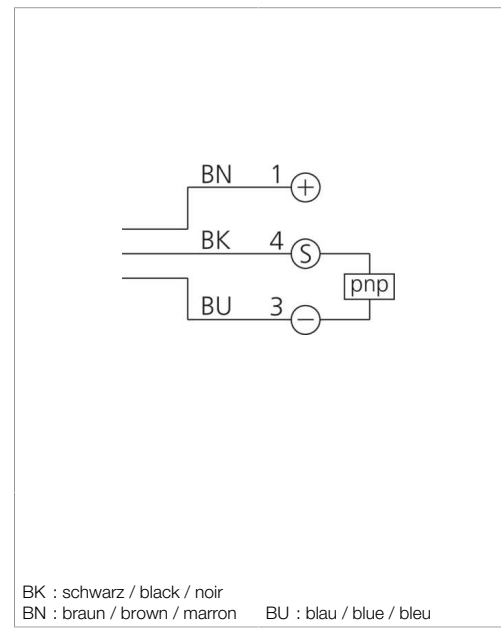 BN 1 +
BK 4 S
pnp
BU 3 −
BK : schwarz / black / noir
BN : braun / brown / marron BU : blau / blue / bleu